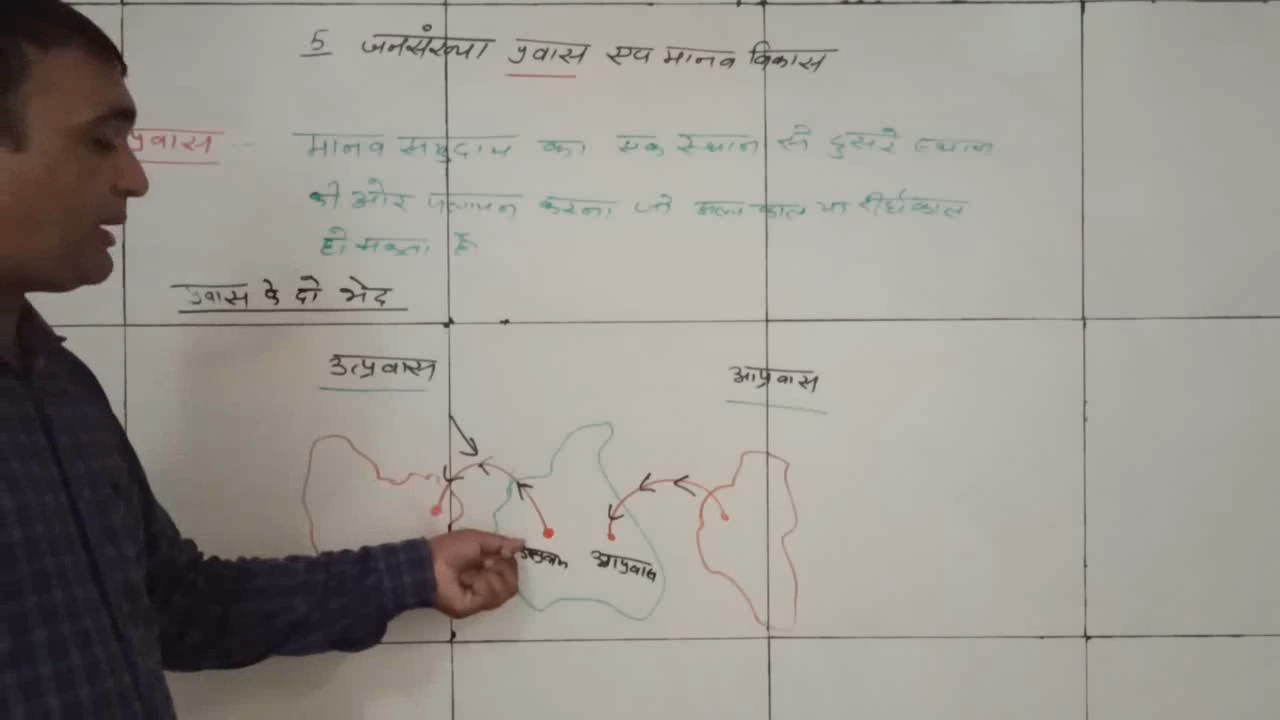 5 जनसंख्या प्रवास एव मानव विकास
प्रवास :- मानव समुदाय का एक स्थान से दुसरे स्थान
की ओर पलायन करना जो अल्प काल या दीर्घकाल
हो सकता है
प्रवास के दो भेद
उत्प्रवास
आप्रवास
आप्रवास